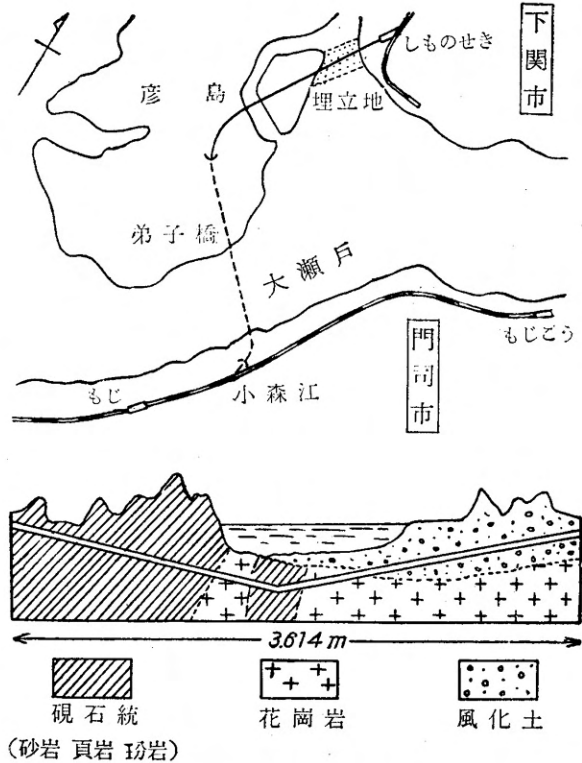 しものせき
下関市
彦島
埋立地
弟子橋
大瀬戸
門司市
もじごう
もじ
小森江
3.614 m
硯石統
花崗岩
風化土
(砂岩 頁岩 玢岩)